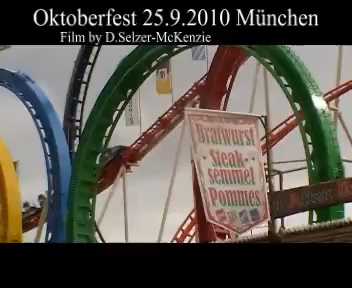 Oktoberfest 25.9.2010 München
Film by D.Selzer-McKenzie
Bratwurst
Steak-
semmel
Pommes